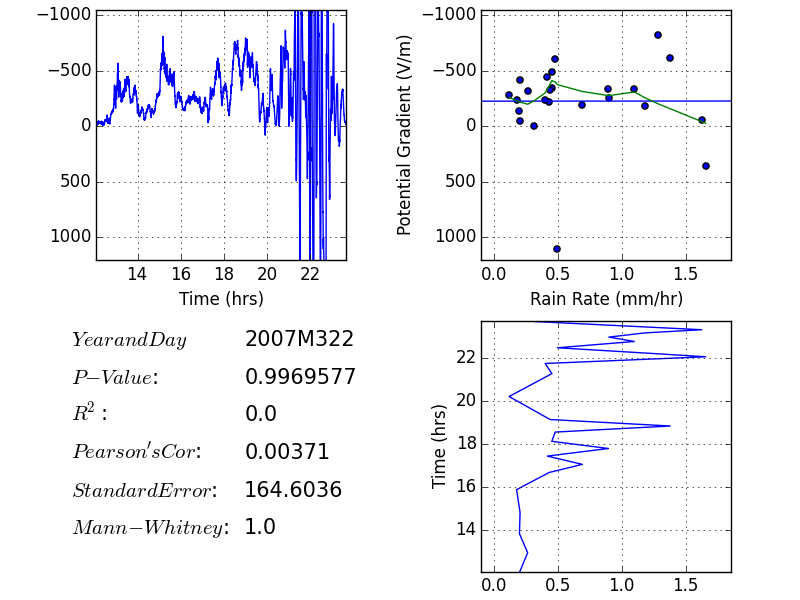 −1000
−500
0
500
1000
14 16 18 20 22
Time (hrs)
Potential Gradient (V/m)
−1000
−500
0
500
1000
0.0 0.5 1.0 1.5
Rain Rate (mm/hr)
YearandDay 2007M322
P−Value: 0.9969577
R²: 0.0
Pearson′sCor: 0.00371
StandardError: 164.6036
Mann−Whitney: 1.0
Time (hrs)
22
20
18
16
14
0.0 0.5 1.0 1.5